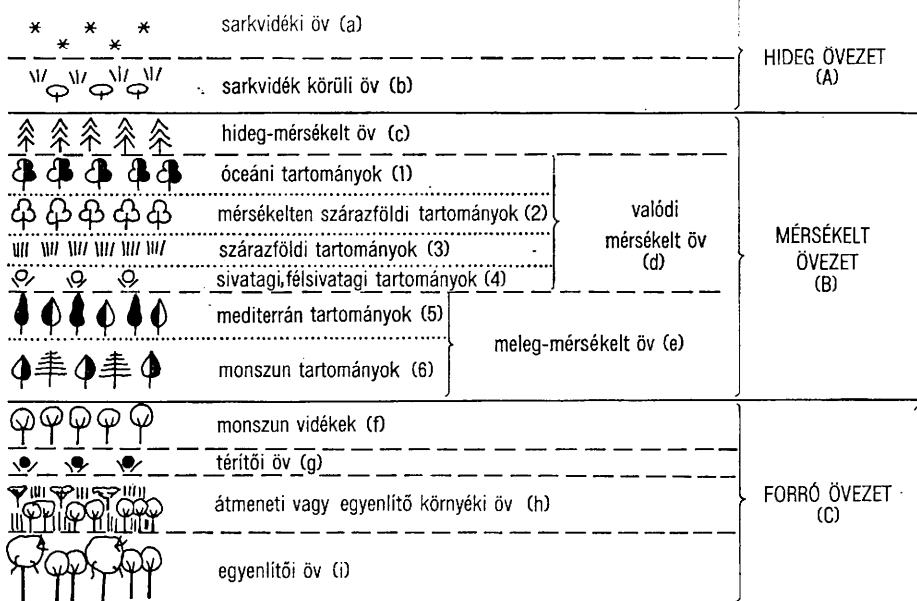 sarkvidéki öv (a)
sarkvidék körüli öv (b)
HIDEG ÖVEZET
(A)
hideg-mérsékelt öv (c)
óceáni tartományok (1)
mérsékelten szárazföldi tartományok (2)
szárazföldi tartományok (3)
sivatagi,félsivatagi tartományok (4)
valódi
mérsékelt öv
(d)
mediterrán tartományok (5)
monszun tartományok (6)
meleg-mérsékelt öv (e)
MÉRSÉKELT
ÖVEZET
(B)
monszun vidékek (f)
térítői öv (g)
átmeneti vagy egyenlítő környéki öv (h)
egyenlítői öv (i)
FORRÓ ÖVEZET
(C)